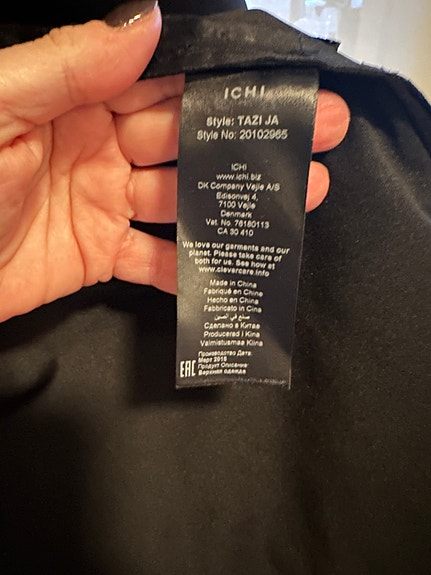 ICHI
Style: TAZI JA
Style No: 20102965
ICHI
www.ichi.biz
DK Company Vejle A/S
Edisonvej 4,
7100 Vejle
Denmark
Vat. No. 76180113
CA 30 410
We love our garments and our
planet. Please take care of
both for us. See how at
www.clevercare.info
Made in China
Fabriqué en Chine
Hecho en China
Fabbricato in Cina
صنع في الصين
Сделано в Китае
Producerad i Kina
Valmistusmaa Kiina
Производство Дата:
Март 2018
EAC Продукт Описание:
Верхняя одежда